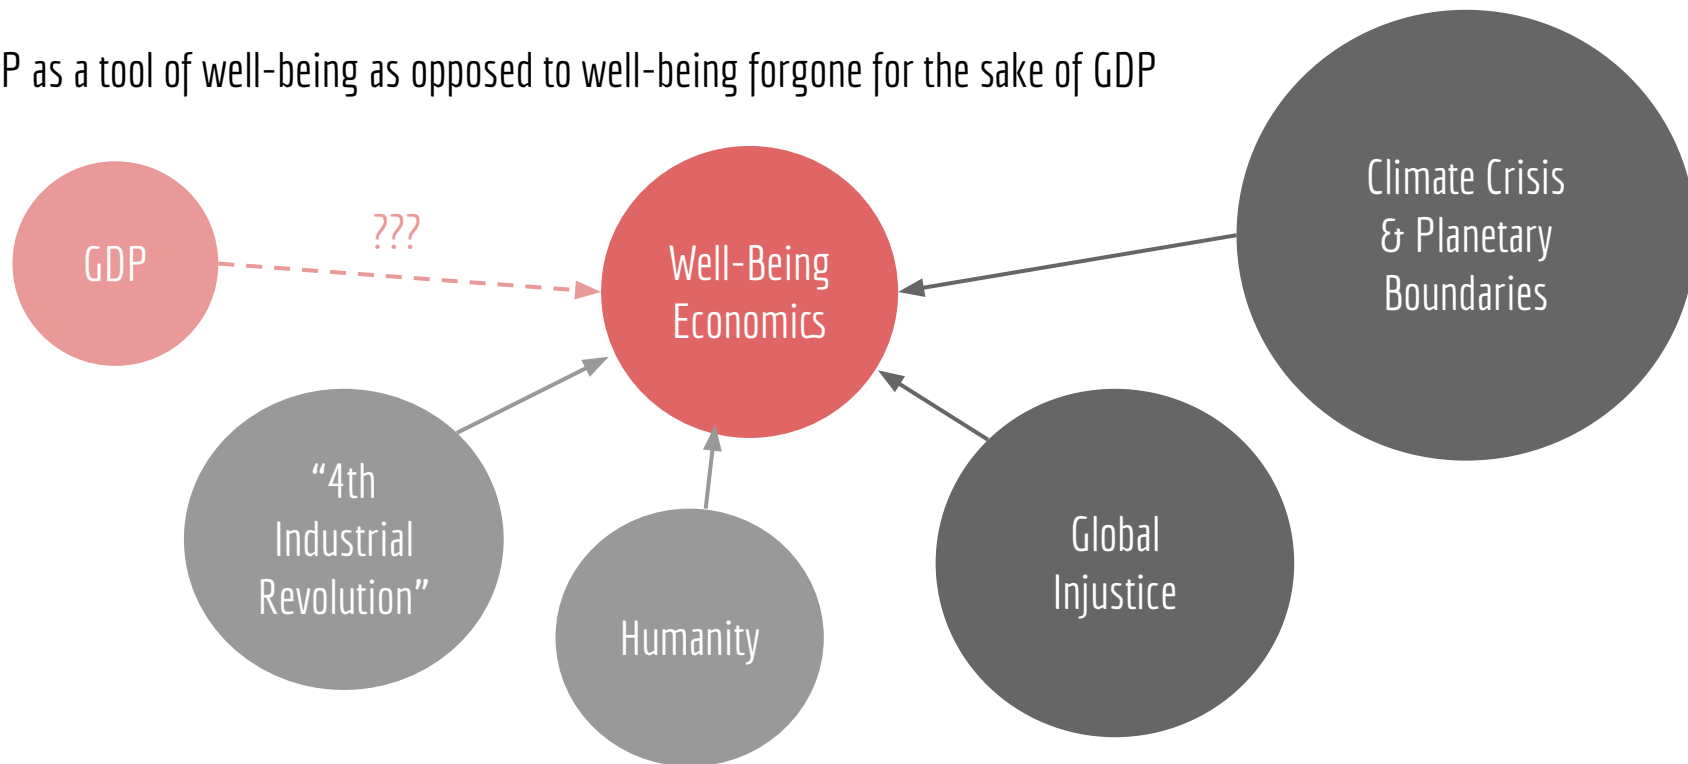 P as a tool of well-being as opposed to well-being forgone for the sake of GDP
Climate Crisis
& Planetary
Boundaries
???
GDP
Well-Being
Economics
“4th
Industrial
Revolution”
Humanity
Global
Injustice